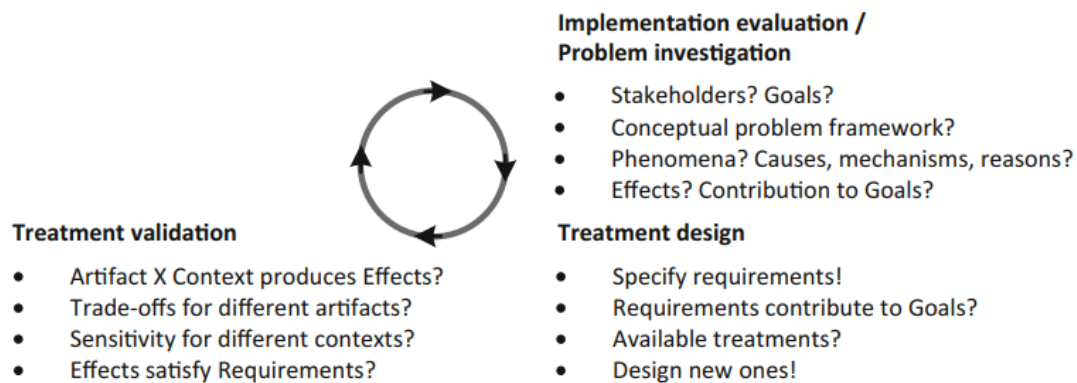 Implementation evaluation /
Problem investigation
• Stakeholders? Goals?
• Conceptual problem framework?
• Phenomena? Causes, mechanisms, reasons?
• Effects? Contribution to Goals?
Treatment validation
• Artifact X Context produces Effects?
• Trade-offs for different artifacts?
• Sensitivity for different contexts?
• Effects satisfy Requirements?
Treatment design
• Specify requirements!
• Requirements contribute to Goals?
• Available treatments?
• Design new ones!